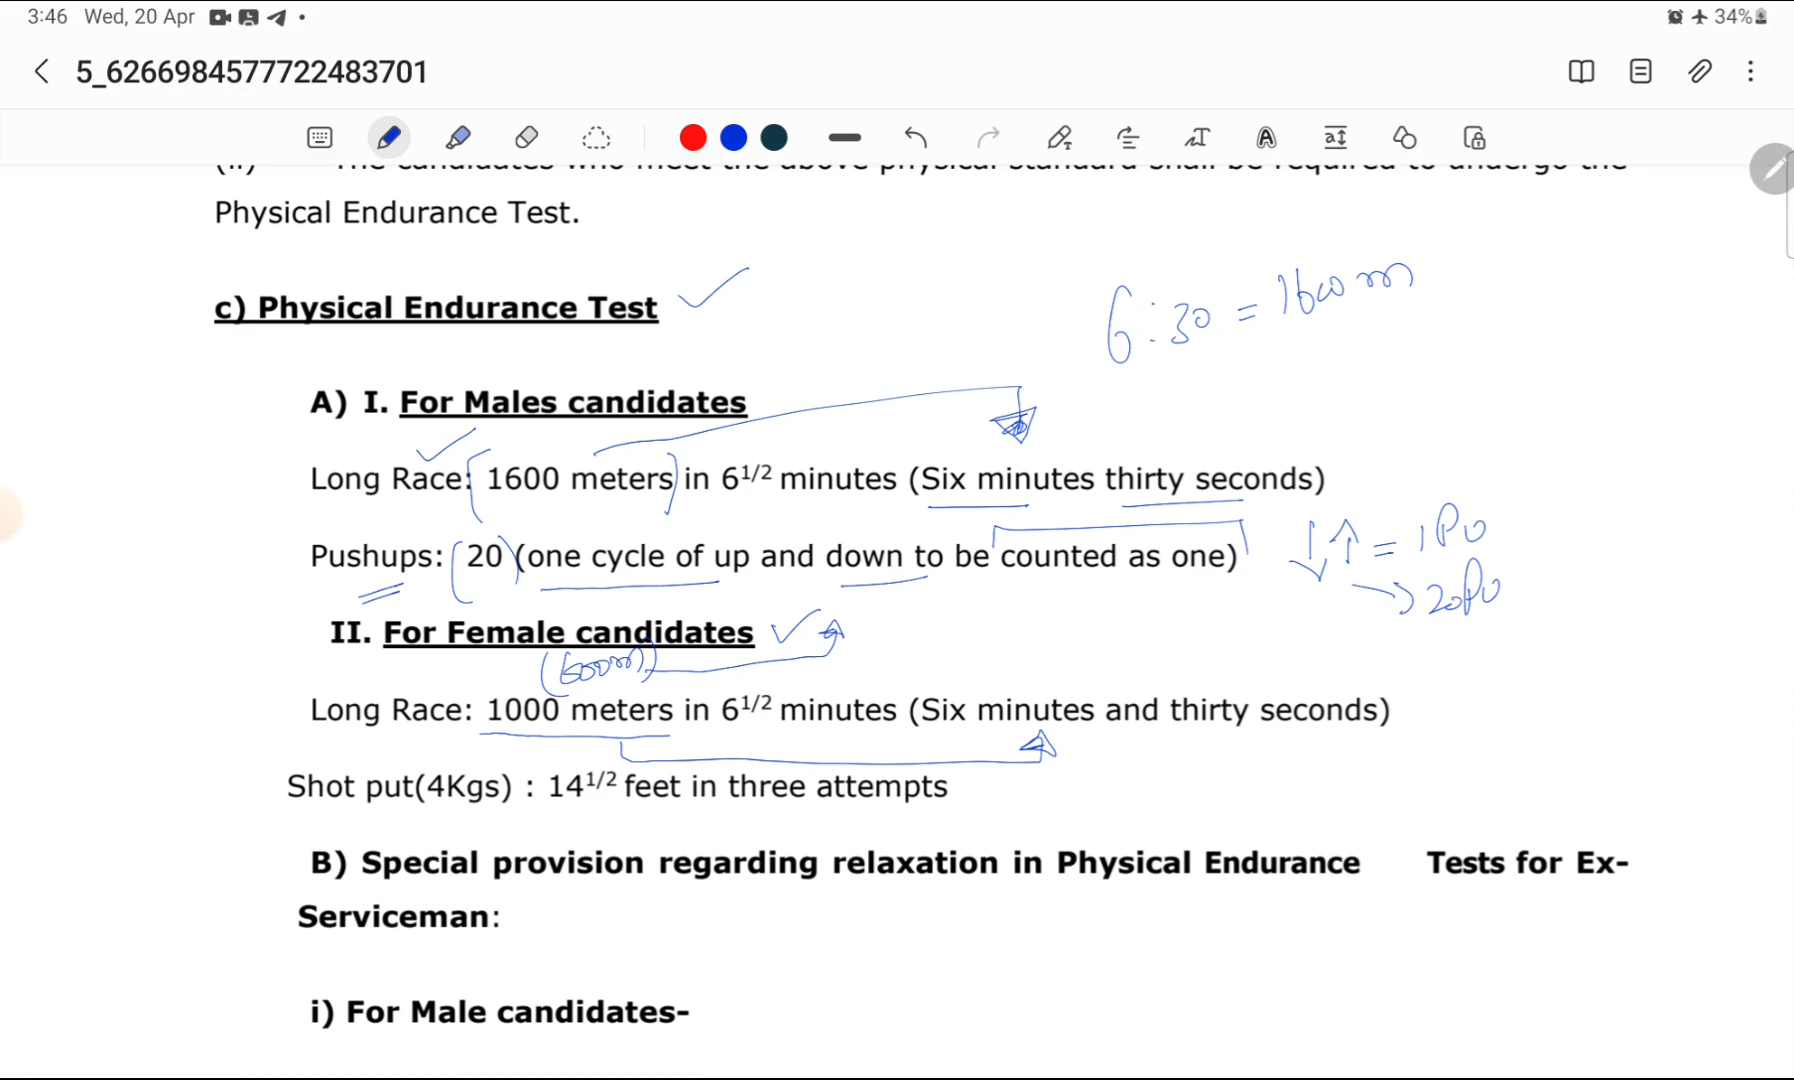 3:46 Wed, 20 Apr
34%
5_6266984577722483701
Physical Endurance Test.
c) Physical Endurance Test
6:30 = 1600 m
A) I. For Males candidates
Long Race: 1600 meters in 6 1/2 minutes (Six minutes thirty seconds)
Pushups: 20 (one cycle of up and down to be counted as one)
↓↑ = 1 PU
→ 20 PU
II. For Female candidates
Long Race: 1000 meters in 6 1/2 minutes (Six minutes and thirty seconds)
Shot put(4Kgs) : 14 1/2 feet in three attempts
B) Special provision regarding relaxation in Physical Endurance Tests for Ex-
Serviceman:
i) For Male candidates-